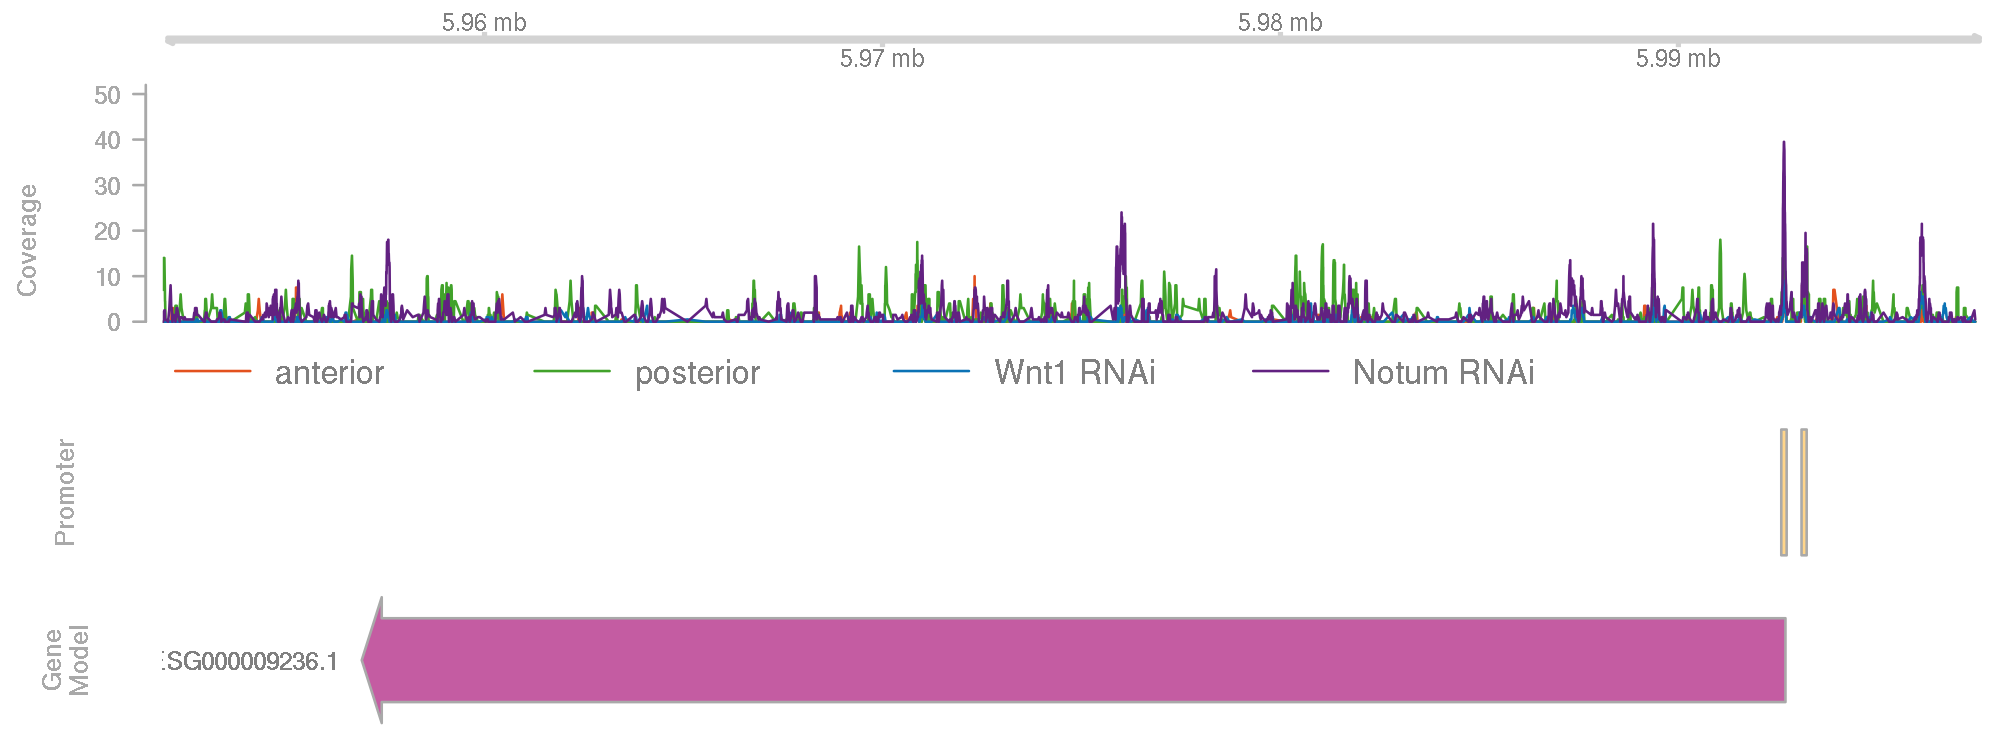 5.96 mb
5.98 mb
5.97 mb
5.99 mb
Coverage
50
40
30
20
10
0
anterior
posterior
Wnt1 RNAi
Notum RNAi
Promoter
Gene
Model
SG000009236.1